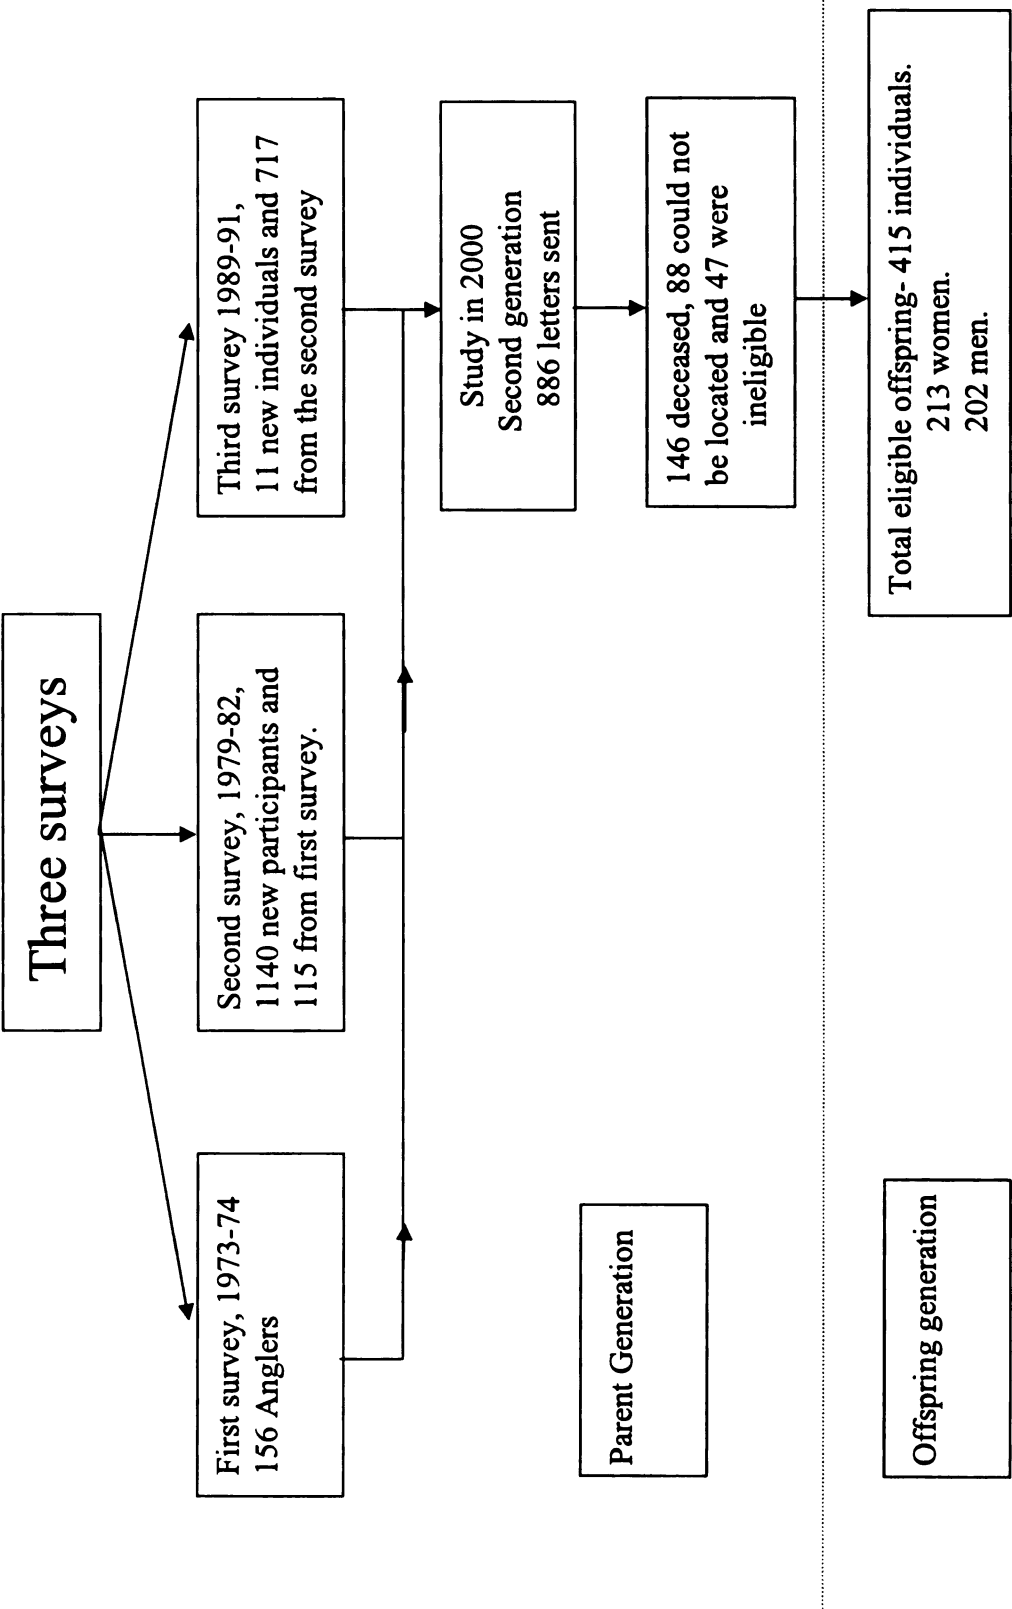 Three surveys
First survey, 1973-74
156 Anglers
Second survey, 1979-82,
1140 new participants and
115 from first survey.
Third survey 1989-91,
11 new individuals and 717
from the second survey
Study in 2000
Second generation
886 letters sent
146 deceased, 88 could not
be located and 47 were
ineligible
Parent Generation
Total eligible offspring- 415 individuals.
213 women.
202 men.
Offspring generation